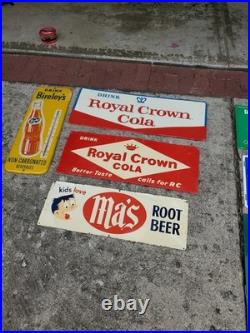 DRINK
Bireley's
NON-CARBONATED
BEVERAGES
DRINK
Royal Crown
Cola
DRINK
Royal Crown
COLA
Better Taste Calls for RC
kids love
Ma's
ROOT
BEER